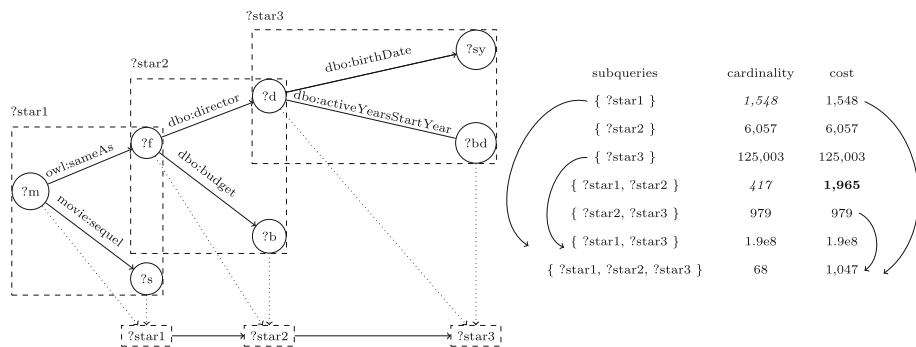 ?star3
?star2
?star1
?sy
dbo:birthDate
?d
dbo:director
dbo:activeYearsStartYear
?f
?bd
owl:sameAs
dbo:budget
?m
movie:sequel
?b
?s
?star1
?star2
?star3
subqueries cardinality cost
{ ?star1 } 1,548 1,548
{ ?star2 } 6,057 6,057
{ ?star3 } 125,003 125,003
{ ?star1, ?star2 } 417 1,965
{ ?star2, ?star3 } 979 979
{ ?star1, ?star3 } 1.9e8 1.9e8
{ ?star1, ?star2, ?star3 } 68 1,047